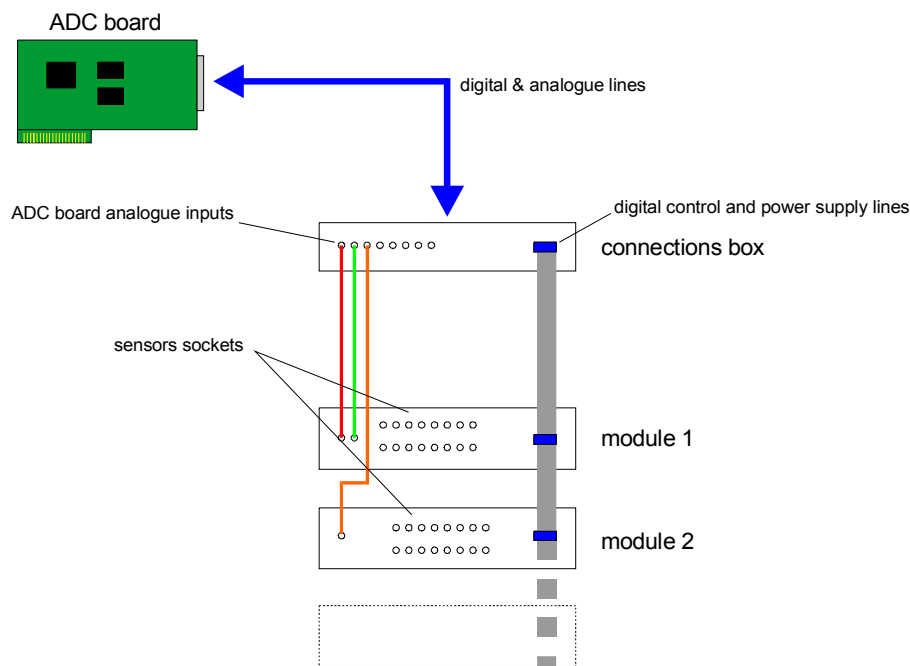 ADC board
digital & analogue lines
ADC board analogue inputs
digital control and power supply lines
connections box
sensors sockets
module 1
module 2